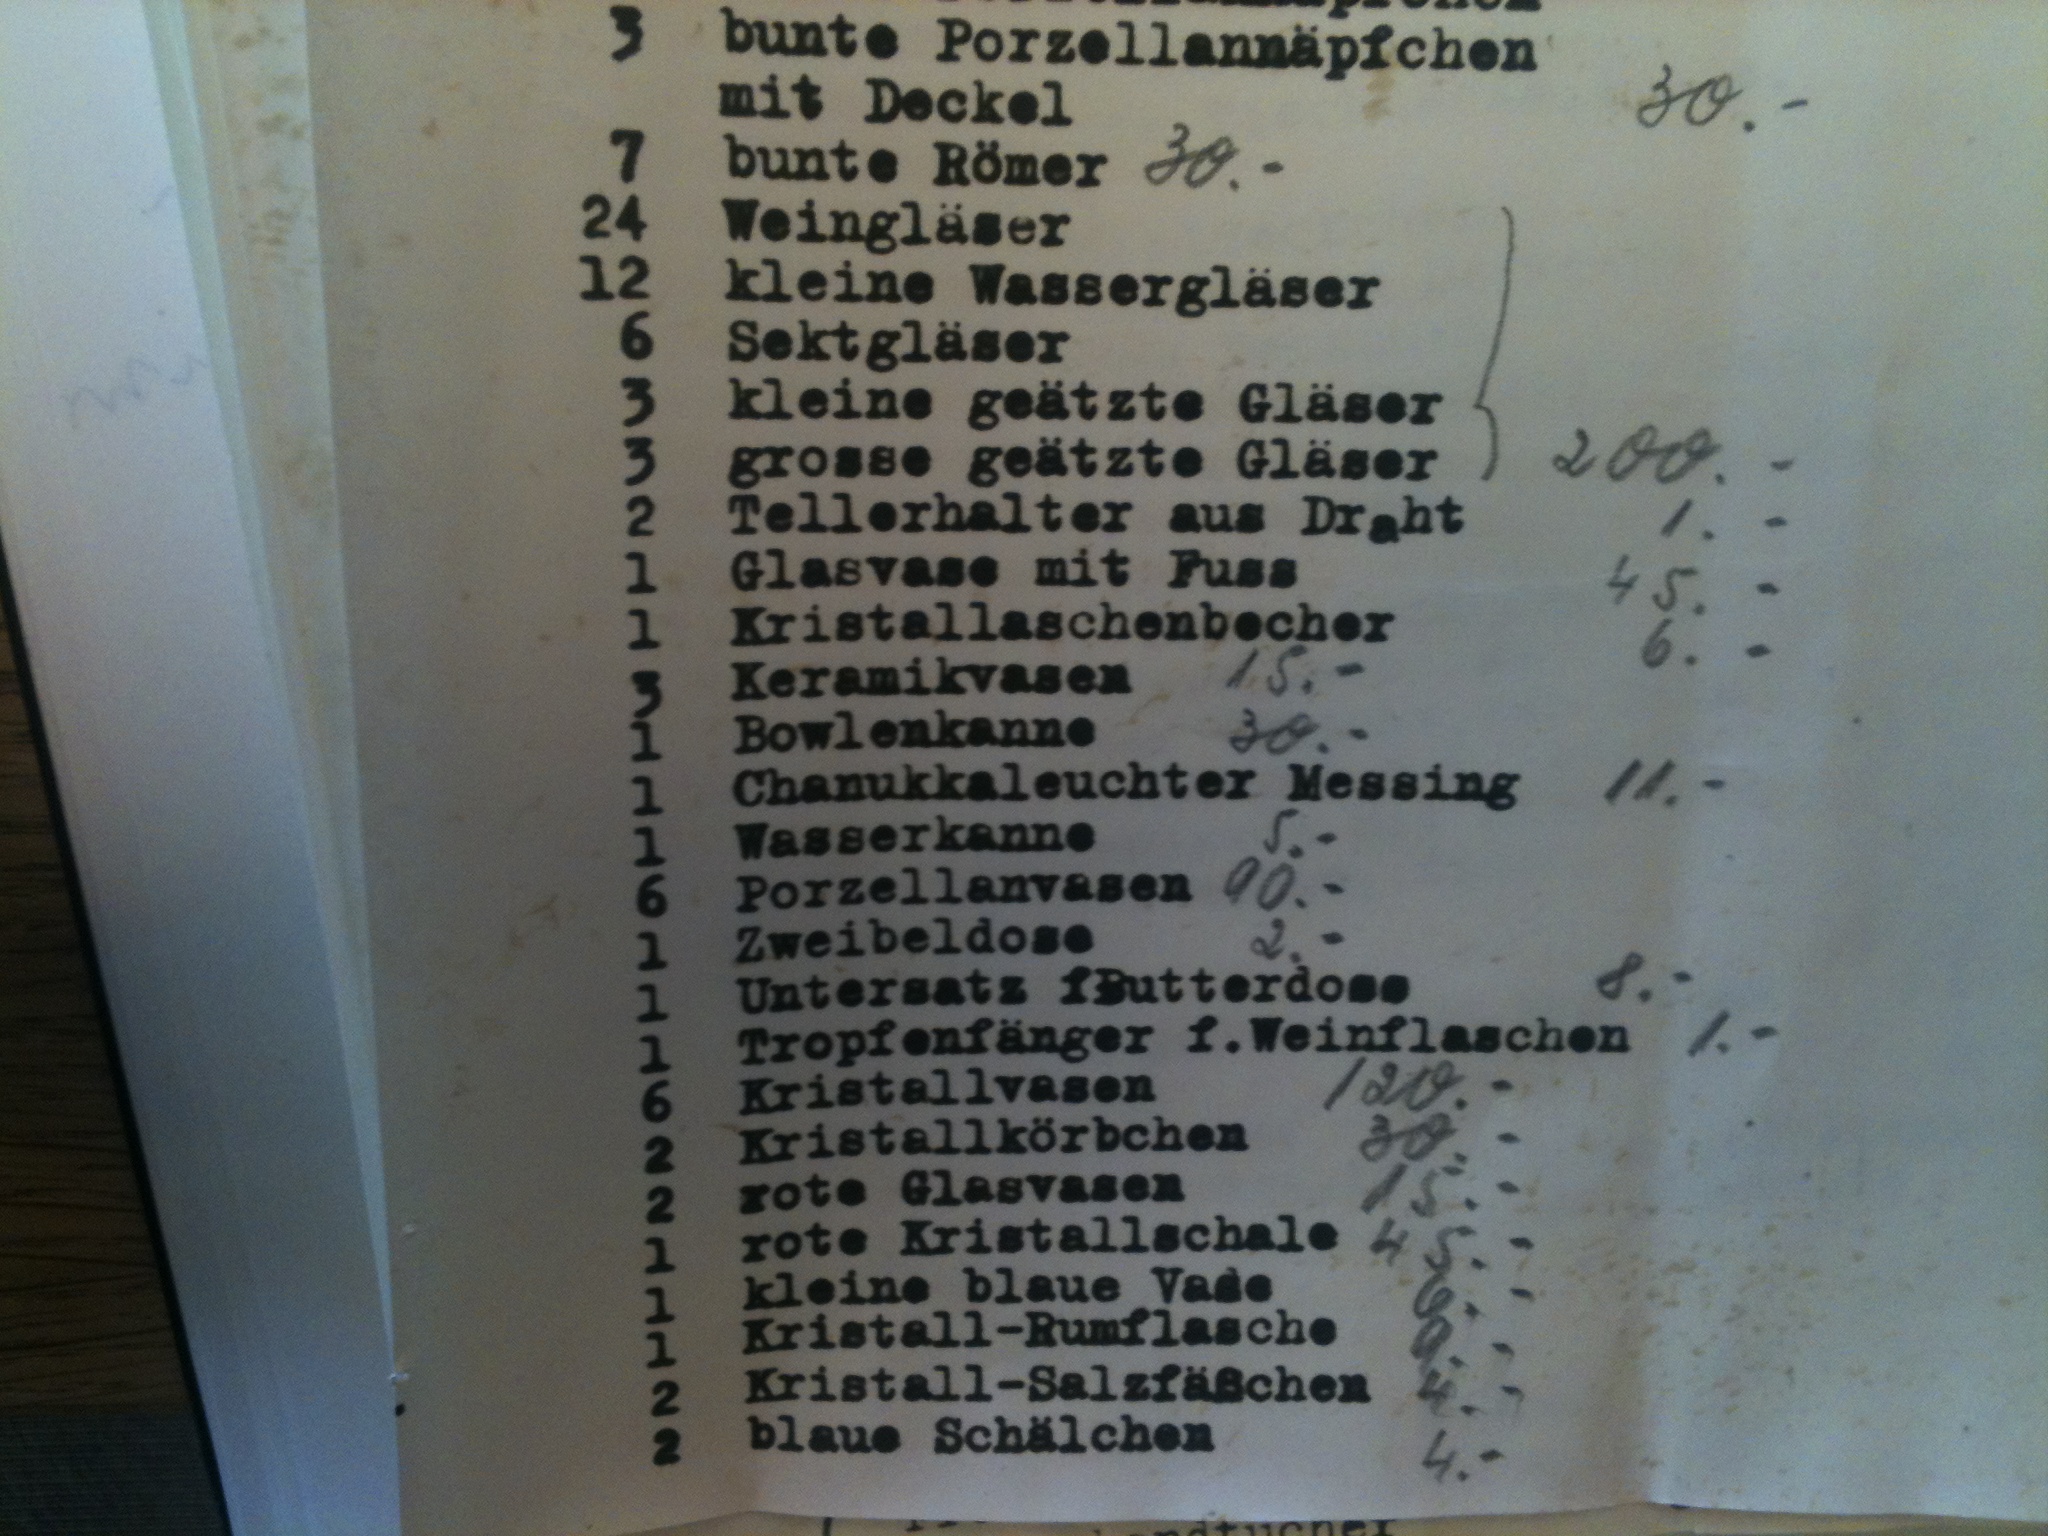 3 bunte Porzellannäpfchen
mit Deckel 30.-
7 bunte Römer 30.-
24 Weingläser
12 kleine Wassergläser
6 Sektgläser
3 kleine geätzte Gläser
3 grosse geätzte Gläser 200.-
2 Tellerhalter aus Draht 1.-
1 Glasvase mit Fuss 45.-
1 Kristallaschenbecher 6.-
3 Keramikvasen 15.-
1 Bowlenkanne 30.-
1 Chanukkaleuchter Messing 11.-
1 Wasserkanne 5.-
6 Porzellanvasen 90.-
1 Zweibeldose 2.-
1 Untersatz fButterdose 8.-
1 Tropfenfänger f.Weinflaschen 1.-
6 Kristallvasen 120.-
2 Kristallkörbchen 30.-
2 rote Glasvasen 15.-
1 rote Kristallschale 45.-
1 kleine blaue Vase 6.-
1 Kristall-Rumflasche 9.-
2 Kristall-Salzfäßchen 4.-
2 blaue Schälchen 4.-